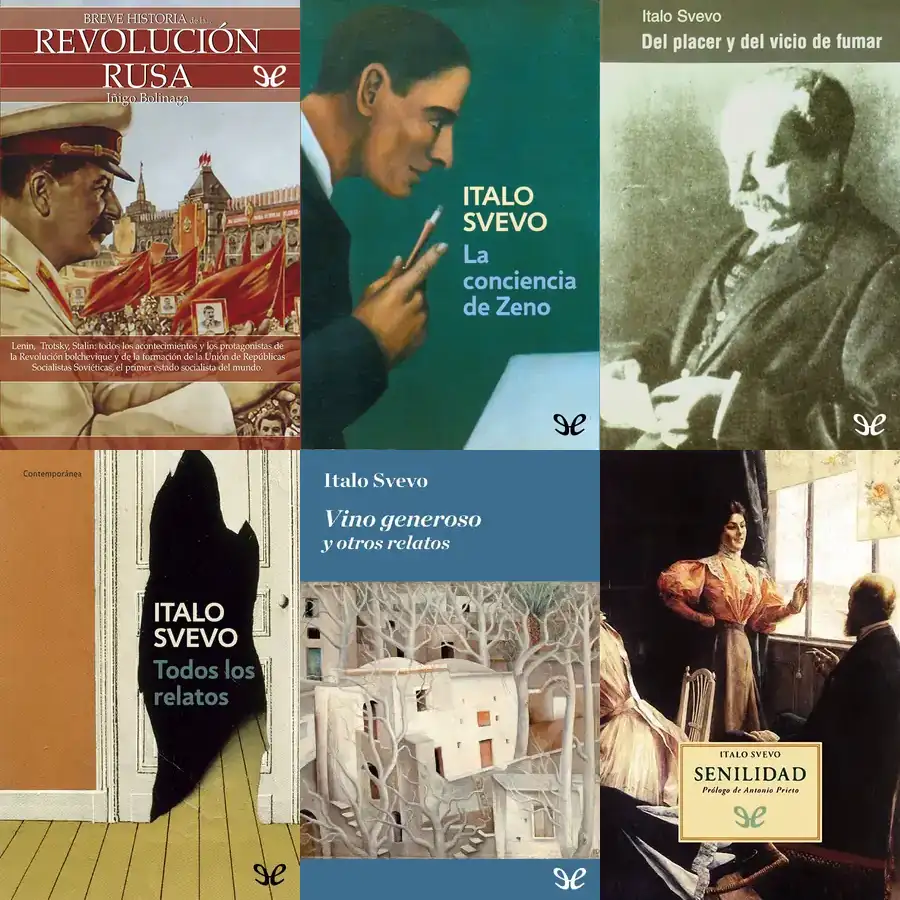 BREVE HISTORIA de la...
REVOLUCIÓN
RUSA
Iñigo Bolinaga
Lenin, Trotsky, Stalin: todos los acontecimientos y los protagonistas de
la Revolución bolchevique y de la formación de la Unión de Repúblicas
Socialistas Soviéticas, el primer estado socialista del mundo.
ITALO
SVEVO
La
conciencia
de Zeno
Italo Svevo
Del placer y del vicio de fumar
Contemporánea
ITALO
SVEVO
Todos los
relatos
Italo Svevo
Vino generoso
y otros relatos
ITALO SVEVO
SENILIDAD
Prólogo de Antonio Prieto